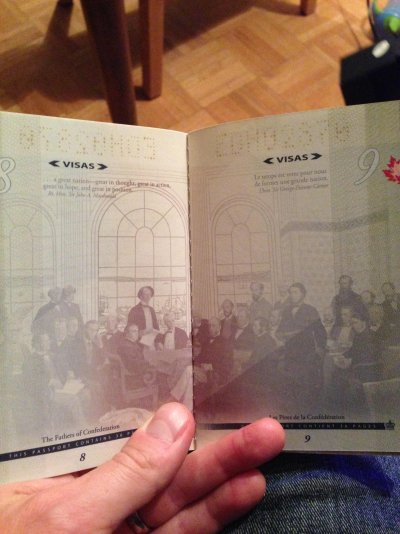 8
VISAS
a great nation—great in thought, great in action,
great in hope, and great in position.
Rt. Hon. Sir John A. Macdonald
The Fathers of Confederation
THIS PASSPORT CONTAINS 36
8
VISAS
9
Le temps est venu pour nous
de former une grande nation.
L'hon. Sir George-Étienne Cartier
Les Pères de la Confédération
CONTIENT 36 PAGES
9